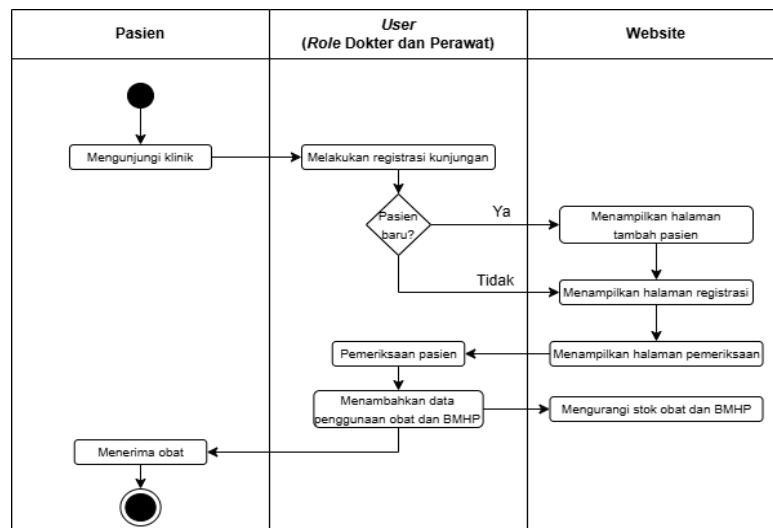 Pasien
User
(Role Dokter dan Perawat)
Website
Mengunjungi klinik
Melakukan registrasi kunjungan
Pasien
baru?
Ya
Menampilkan halaman
tambah pasien
Tidak
Menampilkan halaman registrasi
Pemeriksaan pasien
Menampilkan halaman pemeriksaan
Menambahkan data
penggunaan obat dan BMHP
Mengurangi stok obat dan BMHP
Menerima obat